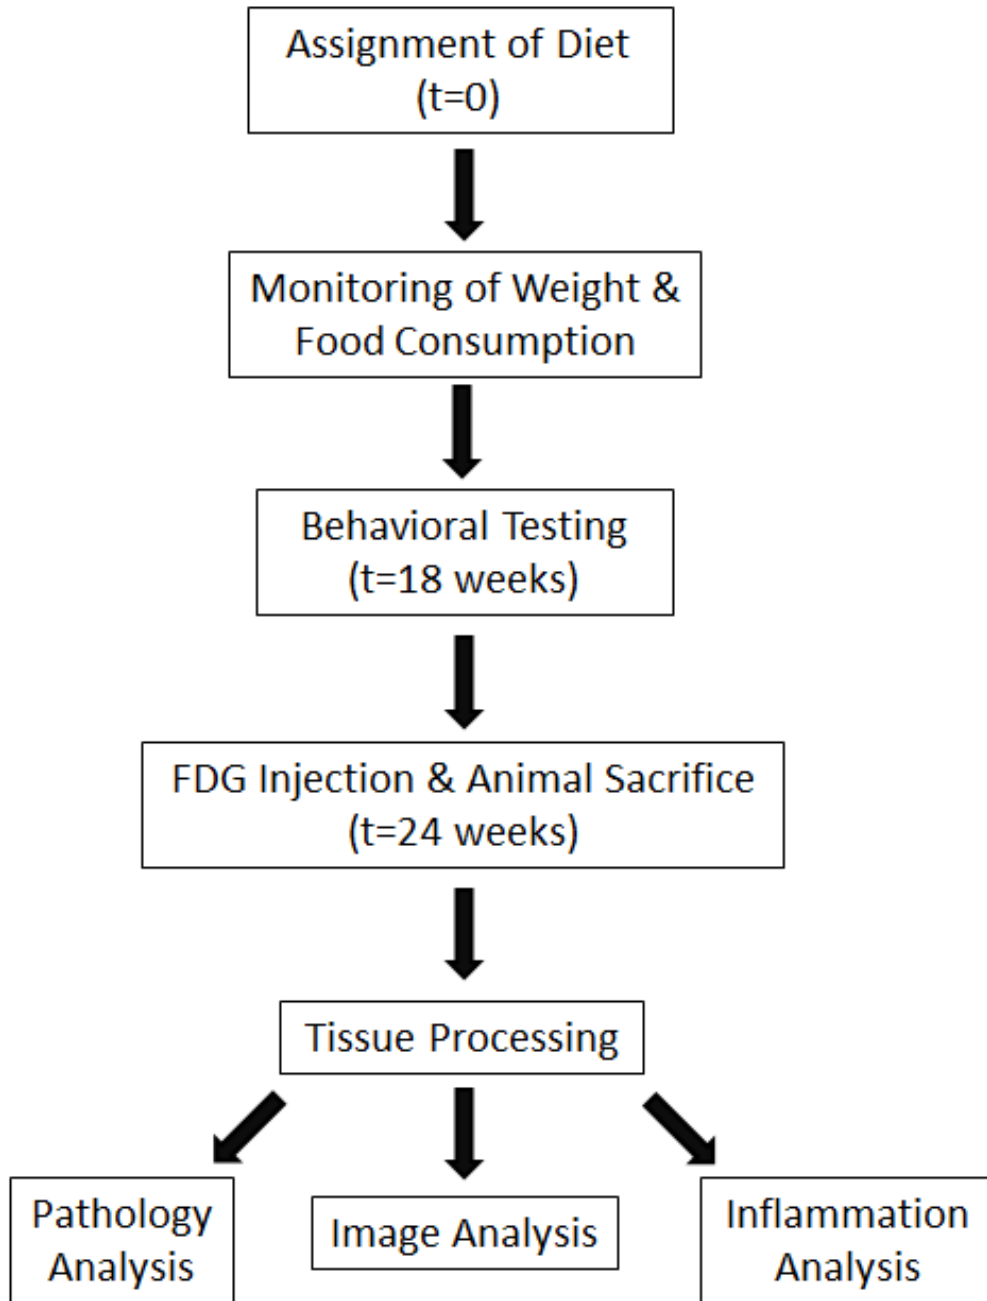 Assignment of Diet
(t=0)
Monitoring of Weight &
Food Consumption
Behavioral Testing
(t=18 weeks)
FDG Injection & Animal Sacrifice
(t=24 weeks)
Tissue Processing
Pathology
Analysis
Image Analysis
Inflammation
Analysis